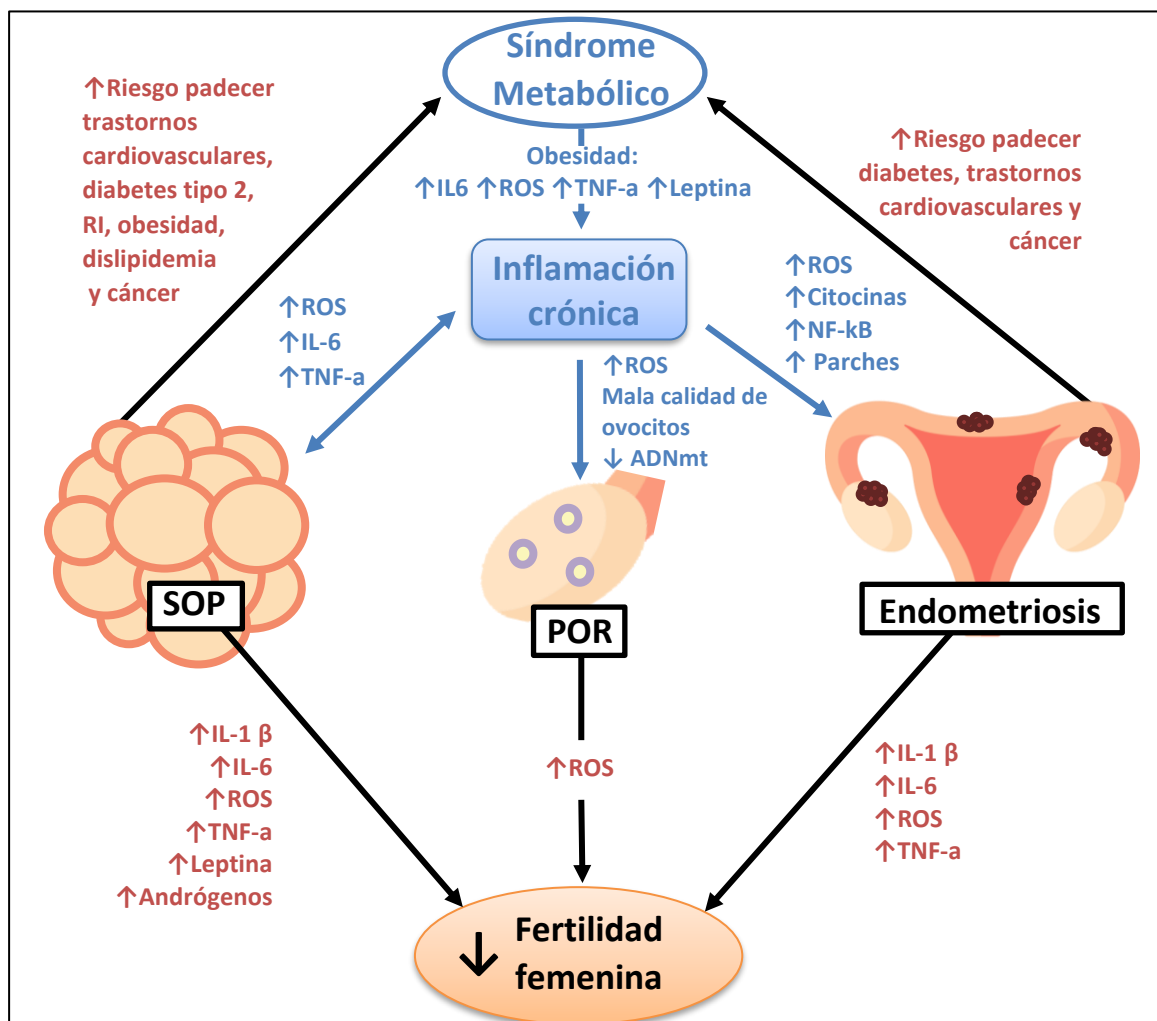 Síndrome
Metabólico
↑Riesgo padecer
trastornos
cardiovasculares,
diabetes tipo 2,
RI, obesidad,
dislipidemia
y cáncer
Obesidad:
↑IL6 ↑ROS ↑TNF-a ↑Leptina
↑Riesgo padecer
diabetes, trastornos
cardiovasculares y
cáncer
Inflamación
crónica
↑ROS
↑IL-6
↑TNF-a
↑ROS
Mala calidad de
ovocitos
↓ ADNmt
↑ROS
↑Citocinas
↑NF-kB
↑ Parches
SOP
POR
Endometriosis
↑IL-1 β
↑IL-6
↑ROS
↑TNF-a
↑Leptina
↑Andrógenos
↑ROS
↑IL-1 β
↑IL-6
↑ROS
↑TNF-a
↓ Fertilidad
femenina